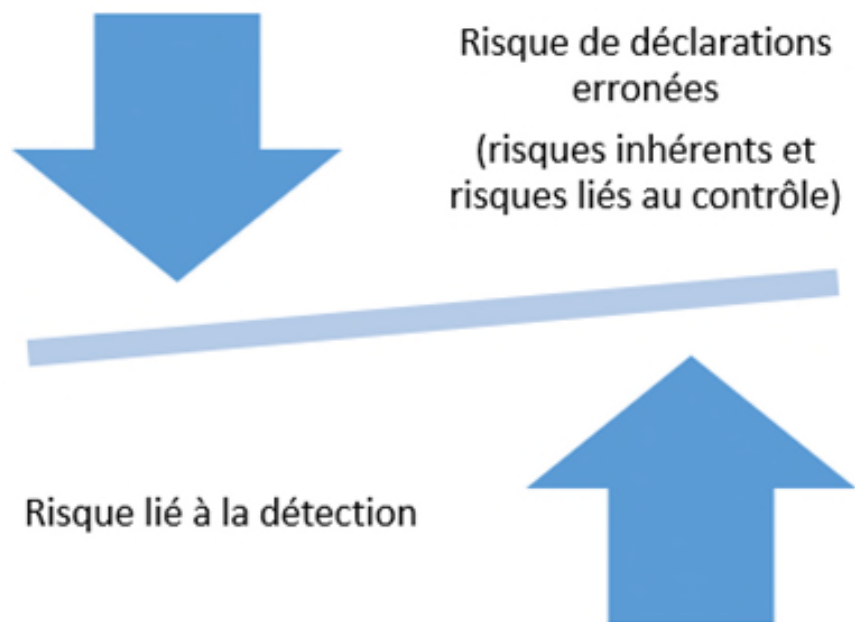 Risque de déclarations
erronées
(risques inhérents et
risques liés au contrôle)
Risque lié à la détection